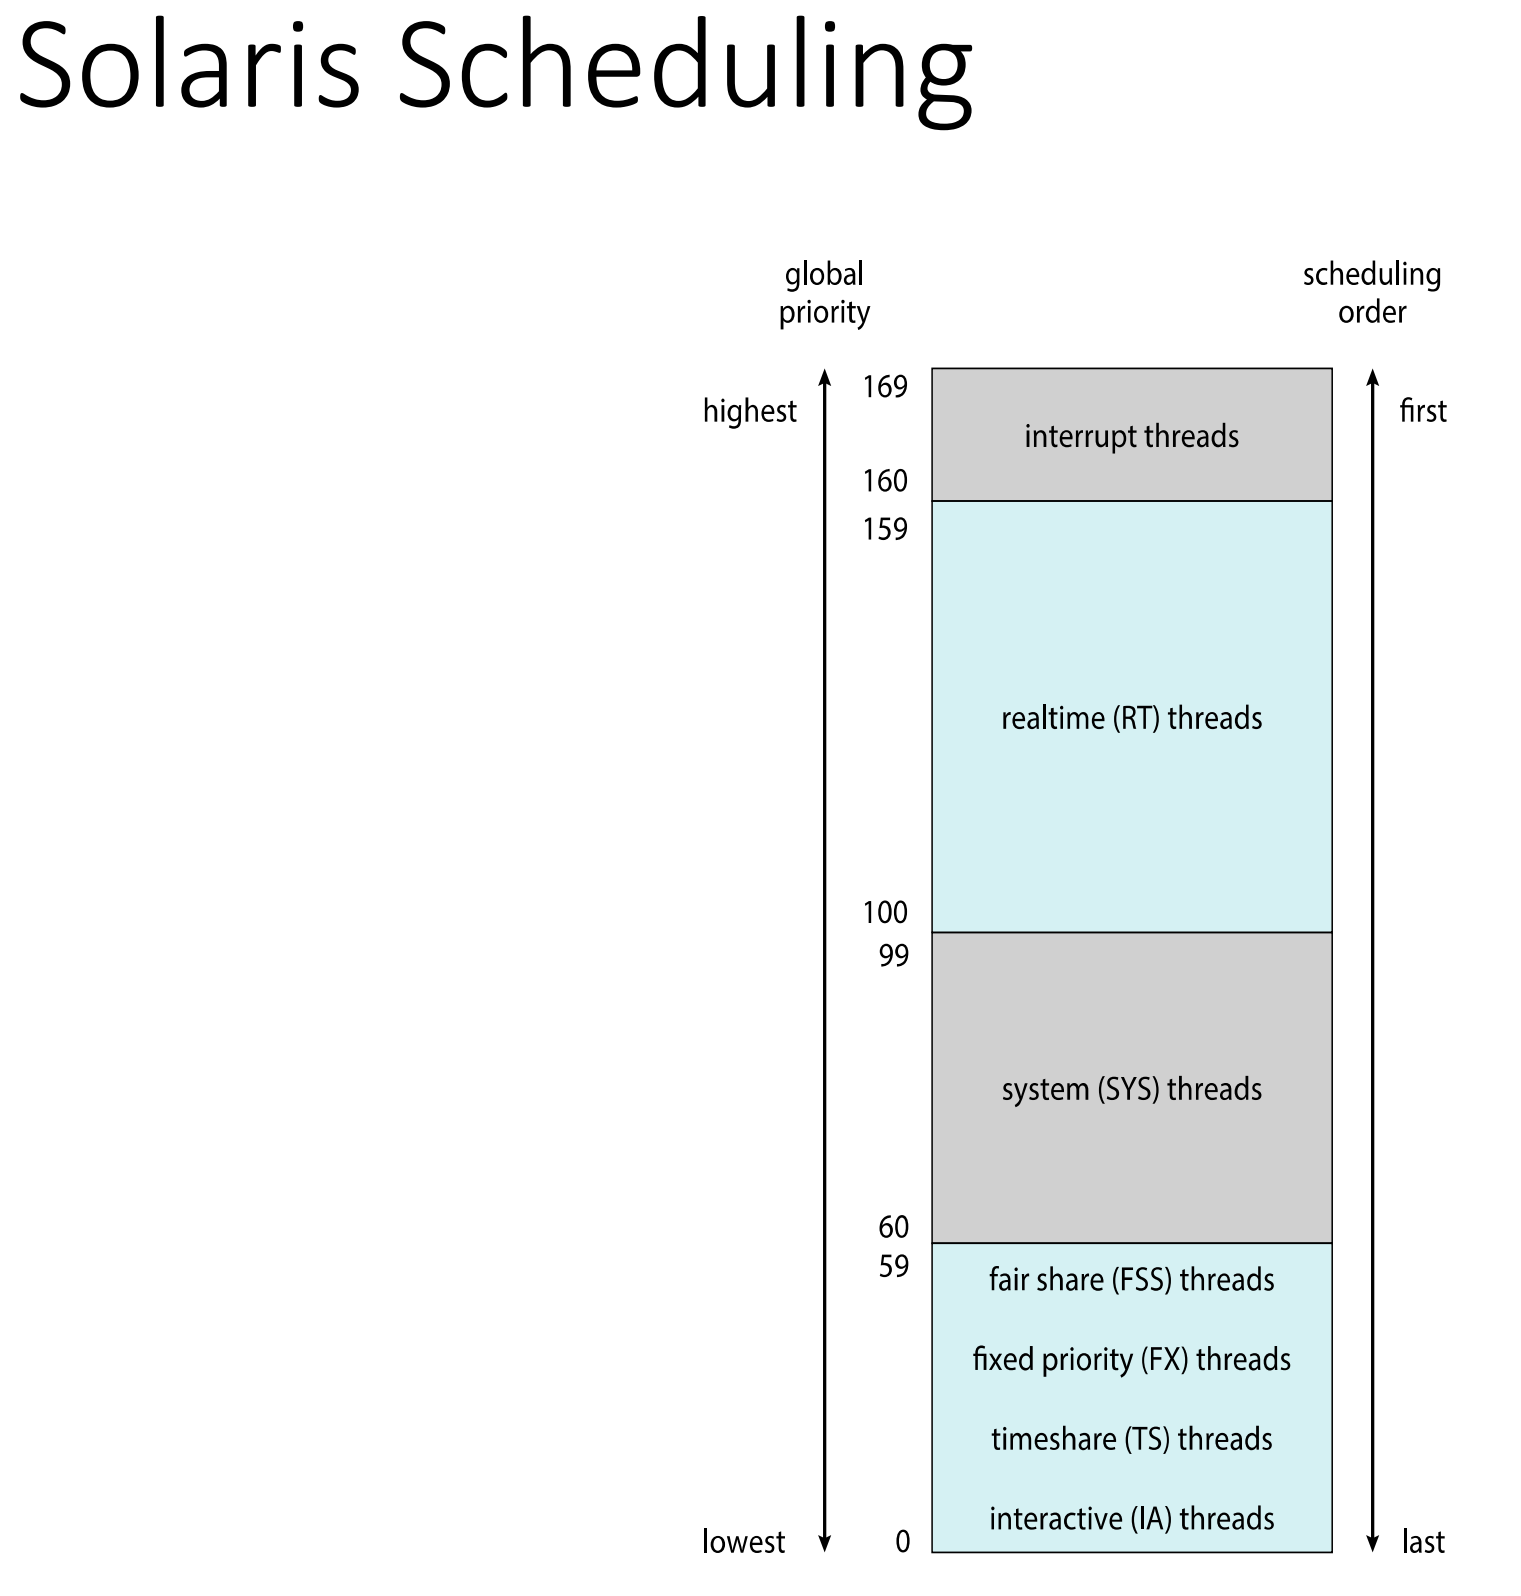 Solaris Scheduling
global
priority
scheduling
order
highest
169
interrupt threads
first
160
159
realtime (RT) threads
100
99
system (SYS) threads
60
59
fair share (FSS) threads
fixed priority (FX) threads
timeshare (TS) threads
interactive (IA) threads
lowest
0
last